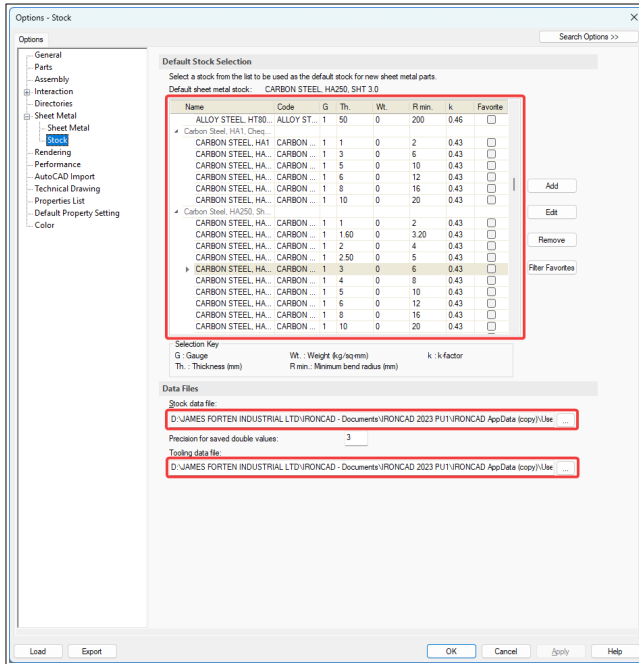 Options - Stock
Options
Search Options >>
General
Parts
Assembly
Interaction
Directories
Sheet Metal
Sheet Metal
Stock
Rendering
Performance
AutoCAD Import
Technical Drawing
Properties List
Default Property Setting
Color
Default Stock Selection
Select a stock from the list to be used as the default stock for new sheet metal parts.
Default sheet metal stock: CARBON STEEL, HA250, SHT 3.0
Name Code G Th. Wt. R min. k Favorite
ALLOY STEEL, HT80... ALLOY ST... 1 50 0 200 0.46
Carbon Steel, HA1, Cheq...
CARBON STEEL, HA1 CARBON ... 1 1 0 2 0.43
CARBON STEEL, HA... CARBON ... 1 3 0 6 0.43
CARBON STEEL, HA... CARBON ... 1 5 0 10 0.43
CARBON STEEL, HA... CARBON ... 1 6 0 12 0.43
CARBON STEEL, HA... CARBON ... 1 8 0 16 0.43
CARBON STEEL, HA... CARBON ... 1 10 0 20 0.43
Carbon Steel, HA250, Sh...
CARBON STEEL, HA... CARBON ... 1 1 0 2 0.43
CARBON STEEL, HA... CARBON ... 1 1.60 0 3.20 0.43
CARBON STEEL, HA... CARBON ... 1 2 0 4 0.43
CARBON STEEL, HA... CARBON ... 1 2.50 0 5 0.43
CARBON STEEL, HA... CARBON ... 1 3 0 6 0.43
CARBON STEEL, HA... CARBON ... 1 4 0 8 0.43
CARBON STEEL, HA... CARBON ... 1 5 0 10 0.43
CARBON STEEL, HA... CARBON ... 1 6 0 12 0.43
CARBON STEEL, HA... CARBON ... 1 8 0 16 0.43
CARBON STEEL, HA... CARBON ... 1 10 0 20 0.43
Add
Edit
Remove
Filter Favorites
Selection Key
G : Gauge Wt. : Weight (kg/sq-mm) k : k-factor
Th. : Thickness (mm) R min.: Minimum bend radius (mm)
Data Files
Stock data file:
D:\JAMES FORTEN INDUSTRIAL LTD\IRONCAD - Documents\IRONCAD 2023 PU1\IRONCAD AppData (copy)\Use ...
Precision for saved double values: 3
Tooling data file:
D:\JAMES FORTEN INDUSTRIAL LTD\IRONCAD - Documents\IRONCAD 2023 PU1\IRONCAD AppData (copy)\Use ...
Load Export OK Cancel Apply Help